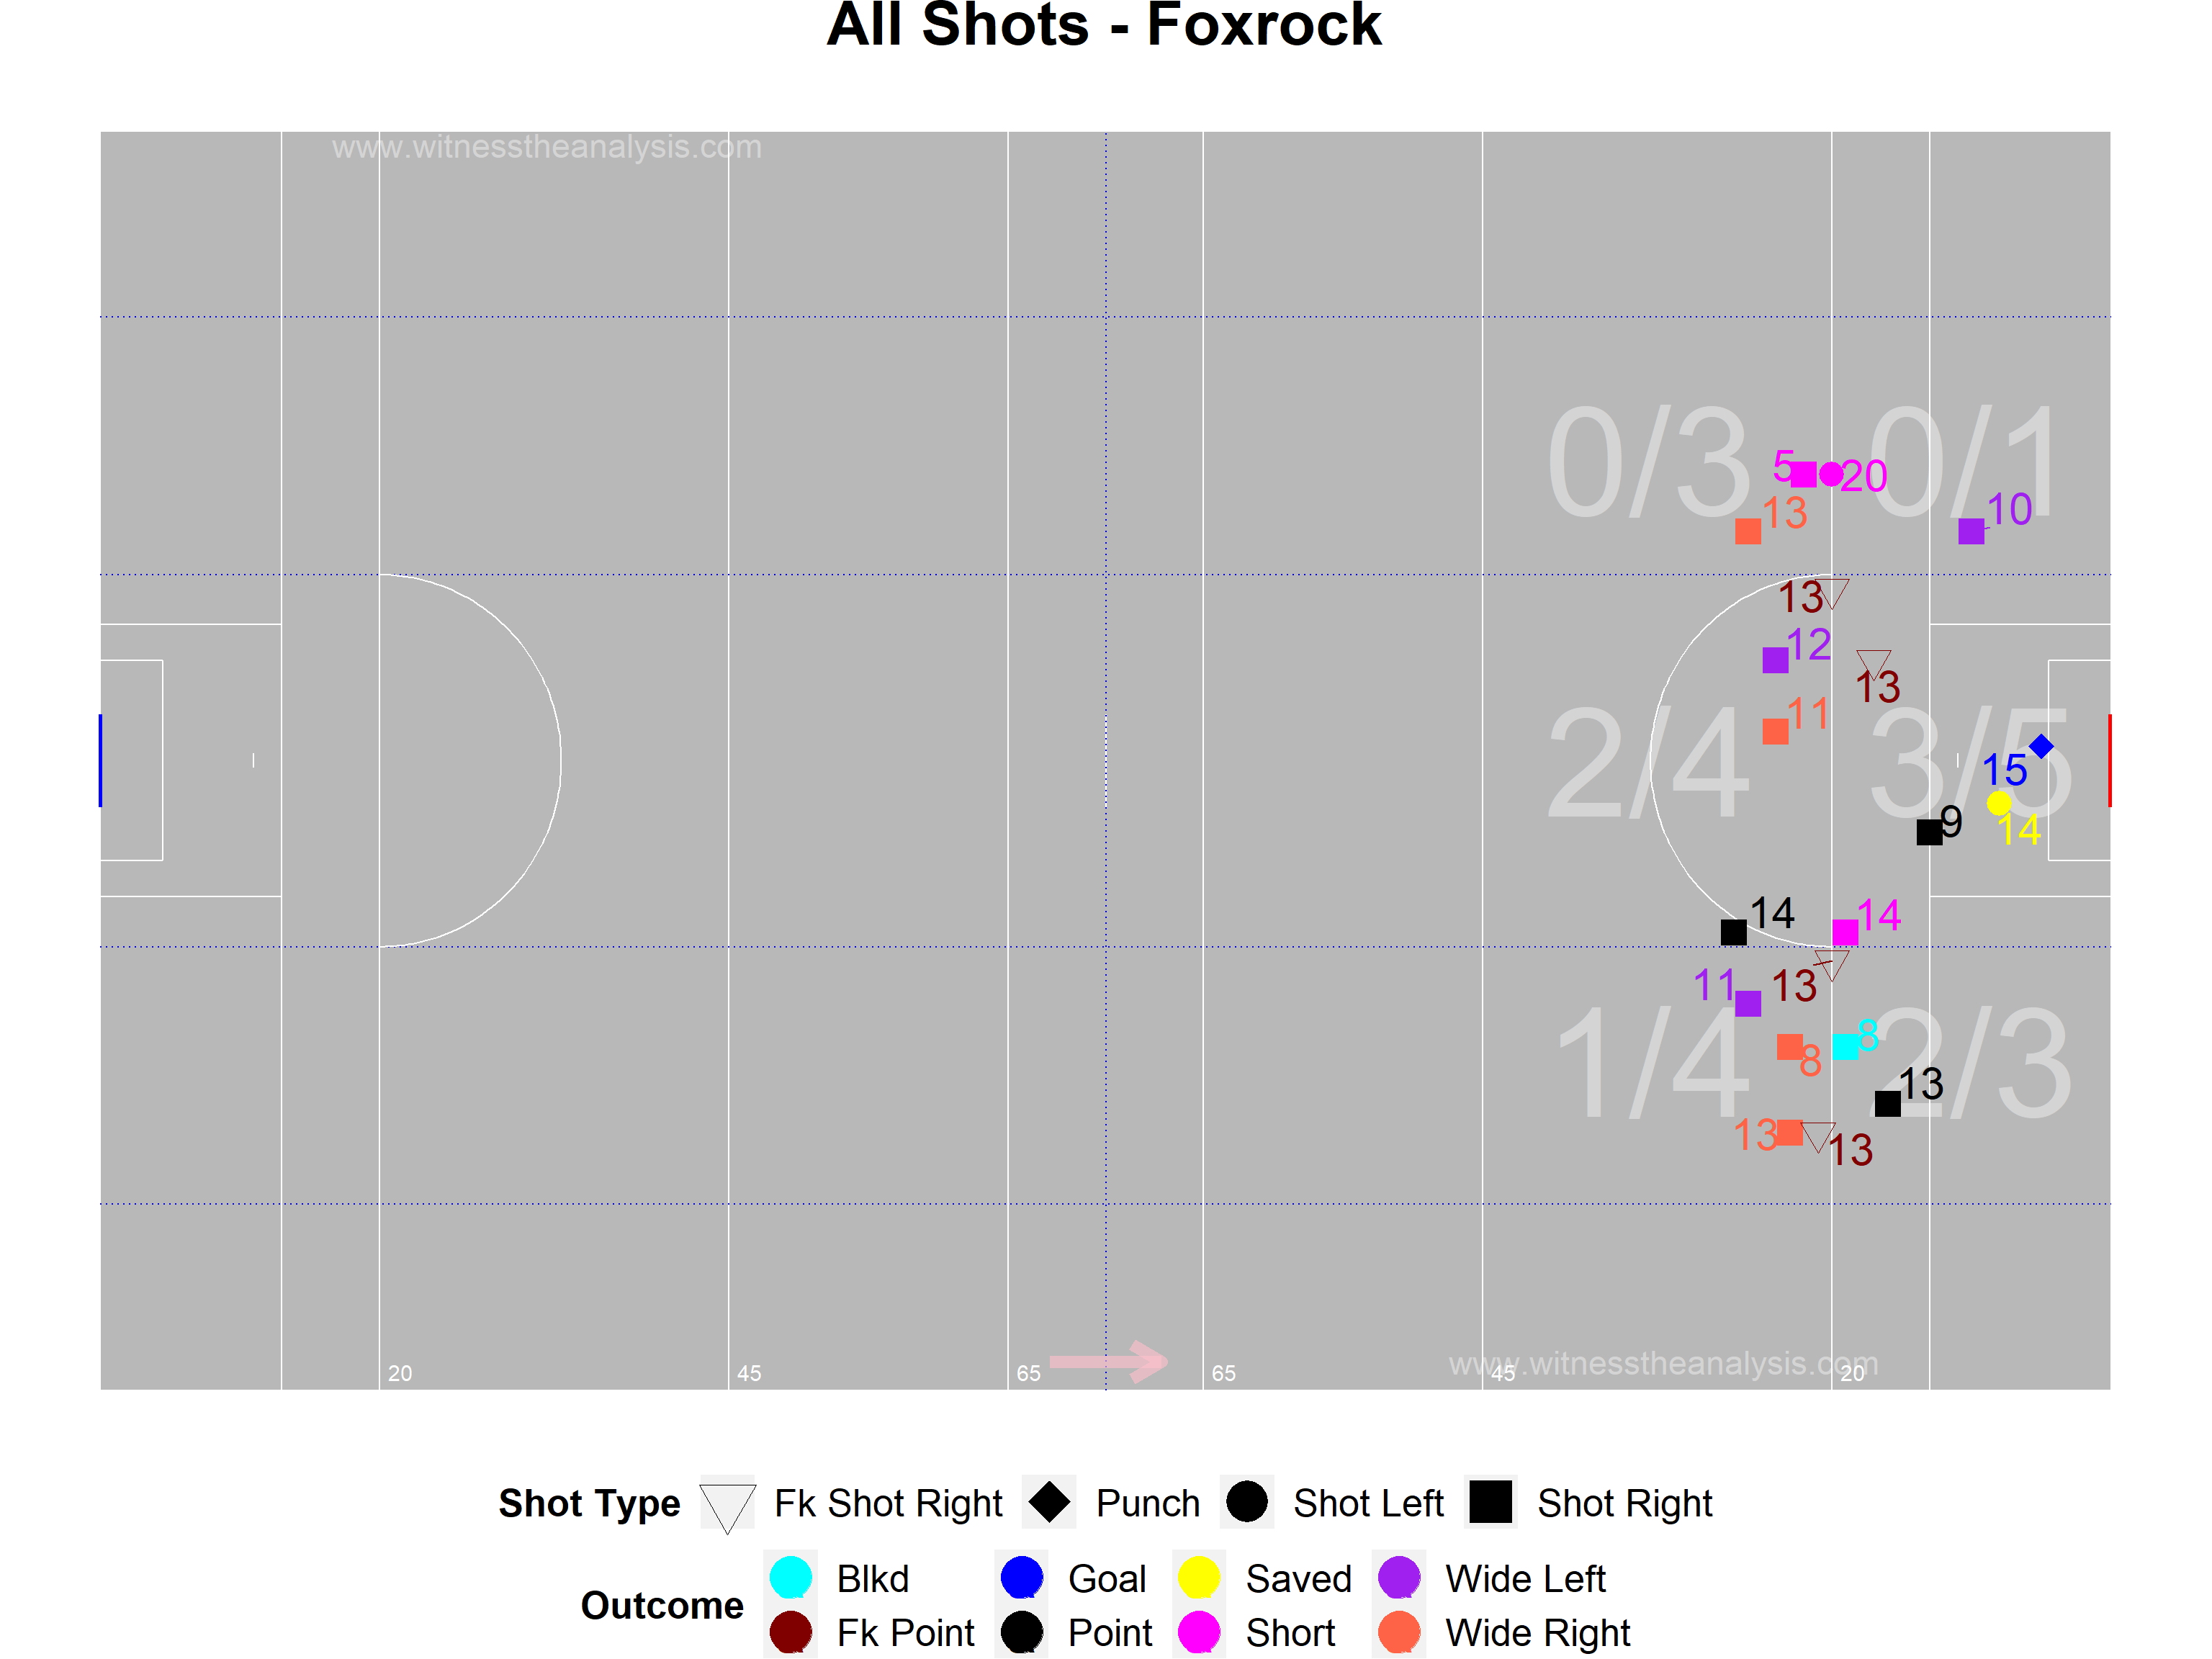 All Shots - Foxrock
www.witnesstheanalysis.com
0/3 0/1
5 20
13 10
13
12
13
11
2/4 3/5
15
9
14
14 14
11 13
8
8
1/4 2/3
13
13 13
www.witnesstheanalysis.com
20 45 65 65 45 20
Shot Type Fk Shot Right Punch Shot Left Shot Right
Outcome
Blkd Goal Saved Wide Left
Fk Point Point Short Wide Right